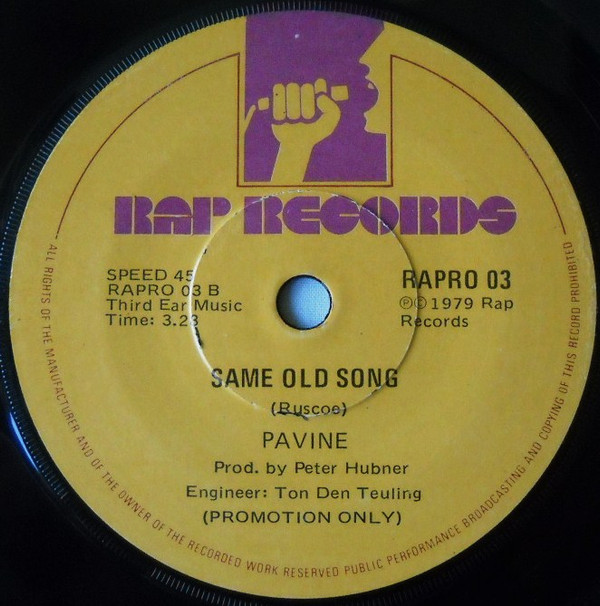 RAP RECORDS
SPEED 45
RAPRO 03 B
Third Ear Music
Time: 3.23
RAPRO 03
℗© 1979 Rap
Records
SAME OLD SONG
(Ruscoe)
PAVINE
Prod. by Peter Hubner
Engineer: Ton Den Teuling
(PROMOTION ONLY)
ALL RIGHTS OF THE MANUFACTURER AND OF THE OWNER OF THE RECORDED WORK RESERVED PUBLIC PERFORMANCE BROADCASTING AND COPYING OF THIS RECORD PROHIBITED